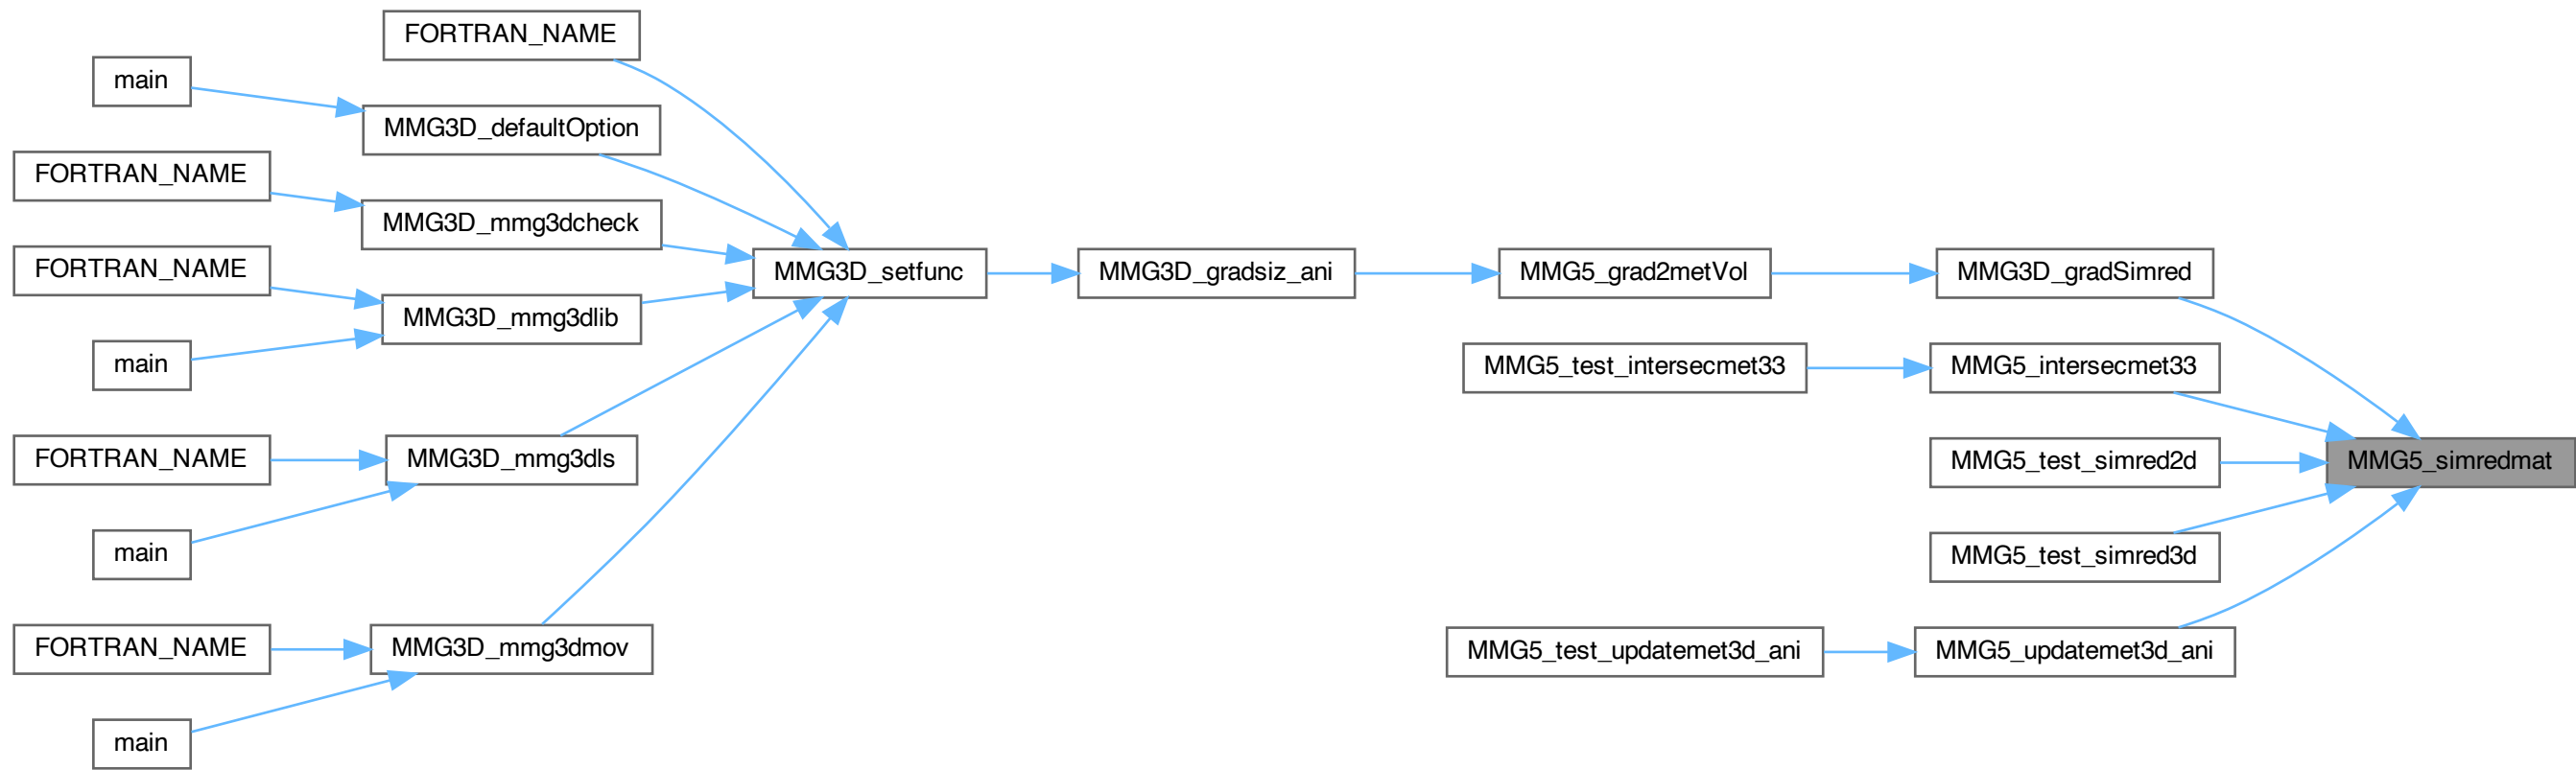 FORTRAN_NAME
main
MMG3D_defaultOption
FORTRAN_NAME
MMG3D_mmg3dcheck
FORTRAN_NAME
MMG3D_mmg3dlib
main
MMG3D_setfunc
MMG3D_gradsiz_ani
MMG5_grad2metVol
MMG3D_gradSimred
MMG5_test_intersecmet33
MMG5_intersecmet33
FORTRAN_NAME
MMG3D_mmg3dls
main
MMG5_test_simred2d
MMG5_simredmat
MMG5_test_simred3d
FORTRAN_NAME
MMG3D_mmg3dmov
main
MMG5_test_updatemet3d_ani
MMG5_updatemet3d_ani